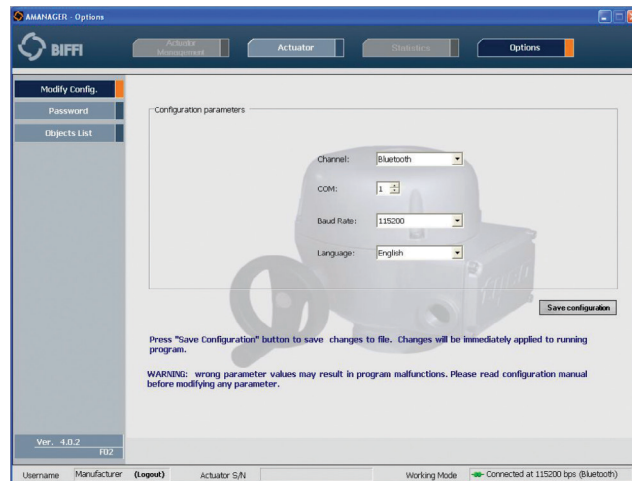 AMANAGER - Options
BIFFI
Actuator
Management
Actuator
Statistics
Options
Modify Config.
Password
Objects List
Configuration parameters
Channel: Bluetooth
COM: 1
Baud Rate: 115200
Language: English
Save configuration
Press "Save Configuration" button to save changes to file. Changes will be immediately applied to running
program.
WARNING: wrong parameter values may result in program malfunctions. Please read configuration manual
before modifying any parameter.
Ver. 4.0.2
F02
Username Manufacturer (Logout) Actuator S/N Working Mode Connected at 115200 bps (Bluetooth)